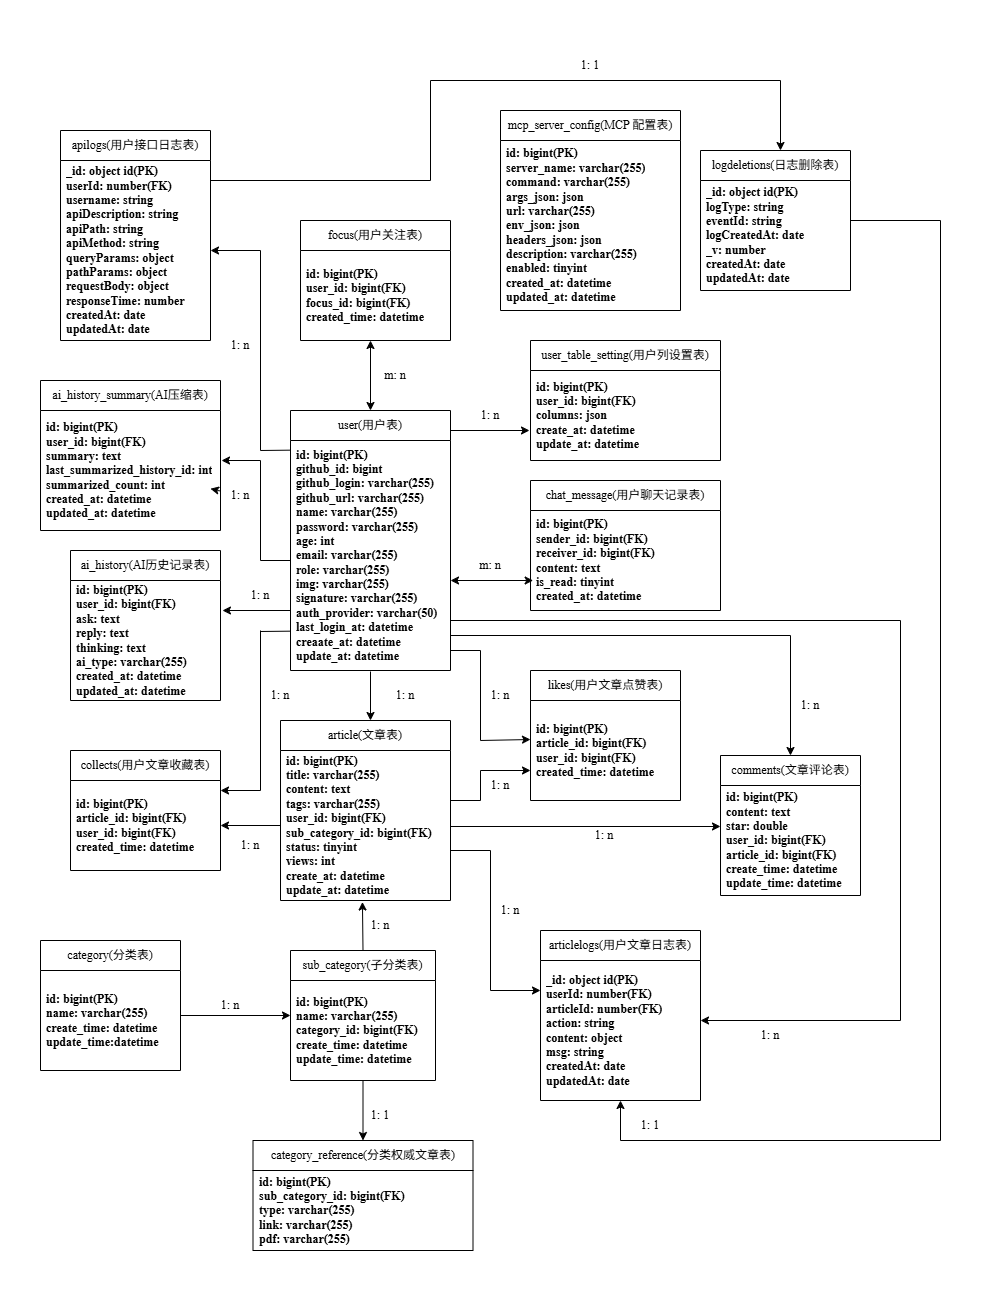 1: 1
apilogs(用户接口日志表)
_id: object id(PK)
userId: number(FK)
username: string
apiDescription: string
apiPath: string
apiMethod: string
queryParams: object
pathParams: object
requestBody: object
responseTime: number
createdAt: date
updatedAt: date
mcp_server_config(MCP 配置表)
id: bigint(PK)
server_name: varchar(255)
command: varchar(255)
args_json: json
url: varchar(255)
env_json: json
headers_json: json
description: varchar(255)
enabled: tinyint
created_at: datetime
updated_at: datetime
logdeletions(日志删除表)
_id: object id(PK)
logType: string
eventId: string
logCreatedAt: date
_v: number
createdAt: date
updatedAt: date
focus(用户关注表)
id: bigint(PK)
user_id: bigint(FK)
focus_id: bigint(FK)
created_time: datetime
1: n
m: n
user_table_setting(用户列设置表)
id: bigint(PK)
user_id: bigint(FK)
columns: json
create_at: datetime
update_at: datetime
ai_history_summary(AI压缩表)
id: bigint(PK)
user_id: bigint(FK)
summary: text
last_summarized_history_id: int
summarized_count: int
created_at: datetime
updated_at: datetime
1: n
user(用户表)
id: bigint(PK)
github_id: bigint
github_login: varchar(255)
github_url: varchar(255)
name: varchar(255)
password: varchar(255)
age: int
email: varchar(255)
role: varchar(255)
img: varchar(255)
signature: varchar(255)
auth_provider: varchar(50)
last_login_at: datetime
creaate_at: datetime
update_at: datetime
1: n
chat_message(用户聊天记录表)
id: bigint(PK)
sender_id: bigint(FK)
receiver_id: bigint(FK)
content: text
is_read: tinyint
created_at: datetime
m: n
ai_history(AI历史记录表)
id: bigint(PK)
user_id: bigint(FK)
ask: text
reply: text
thinking: text
ai_type: varchar(255)
created_at: datetime
updated_at: datetime
1: n
1: n
1: n
1: n
likes(用户文章点赞表)
id: bigint(PK)
article_id: bigint(FK)
user_id: bigint(FK)
created_time: datetime
1: n
1: n
collects(用户文章收藏表)
id: bigint(PK)
article_id: bigint(FK)
user_id: bigint(FK)
created_time: datetime
1: n
article(文章表)
id: bigint(PK)
title: varchar(255)
content: text
tags: varchar(255)
user_id: bigint(FK)
sub_category_id: bigint(FK)
status: tinyint
views: int
create_at: datetime
update_at: datetime
1: n
comments(文章评论表)
id: bigint(PK)
content: text
star: double
user_id: bigint(FK)
article_id: bigint(FK)
create_time: datetime
update_time: datetime
1: n
1: n
category(分类表)
id: bigint(PK)
name: varchar(255)
create_time: datetime
update_time:datetime
1: n
sub_category(子分类表)
id: bigint(PK)
name: varchar(255)
category_id: bigint(FK)
create_time: datetime
update_time: datetime
articlelogs(用户文章日志表)
_id: object id(PK)
userId: number(FK)
articleId: number(FK)
action: string
content: object
msg: string
createdAt: date
updatedAt: date
1: n
1: 1
1: 1
category_reference(分类权威文章表)
id: bigint(PK)
sub_category_id: bigint(FK)
type: varchar(255)
link: varchar(255)
pdf: varchar(255)